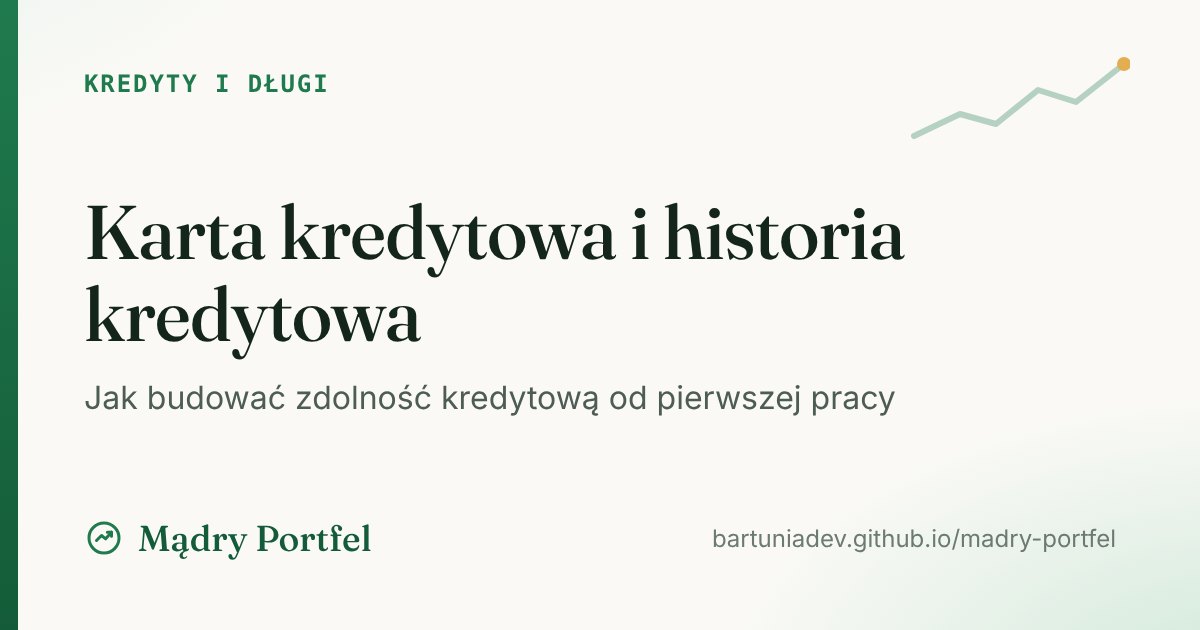 KREDYTY I DŁUGI
Karta kredytowa i historia
kredytowa
Jak budować zdolność kredytową od pierwszej pracy
Mądry Portfel
bartuniadev.github.io/madry-portfel